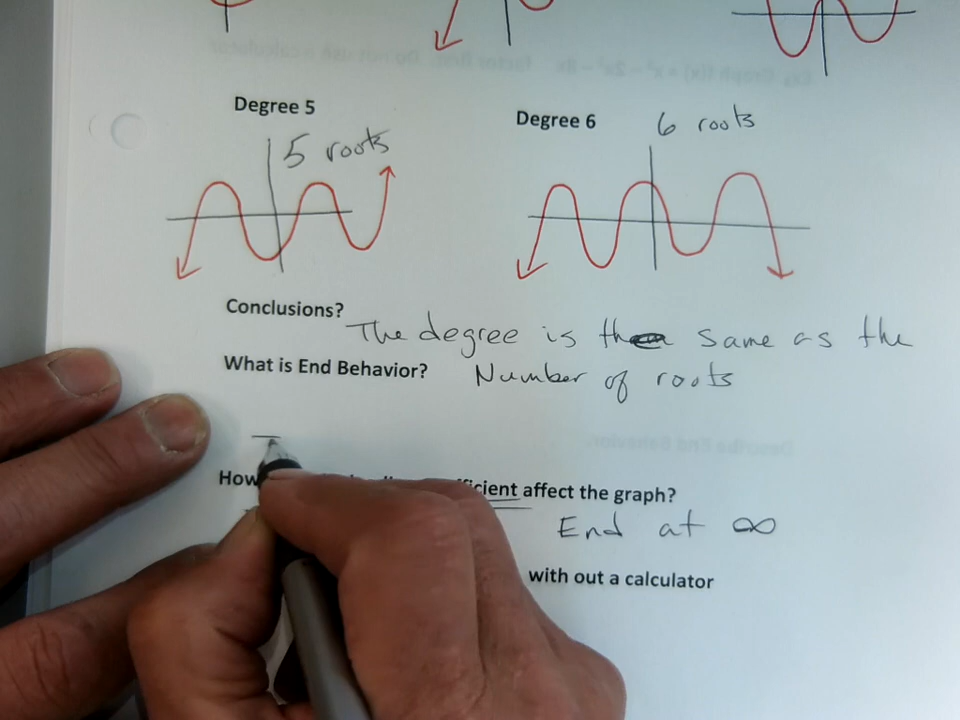 Degree 5
Degree 6
5 roots
6 roots
Conclusions?
The degree is the same as the
What is End Behavior?
Number of roots
How affect the graph?
End at ∞
with out a calculator